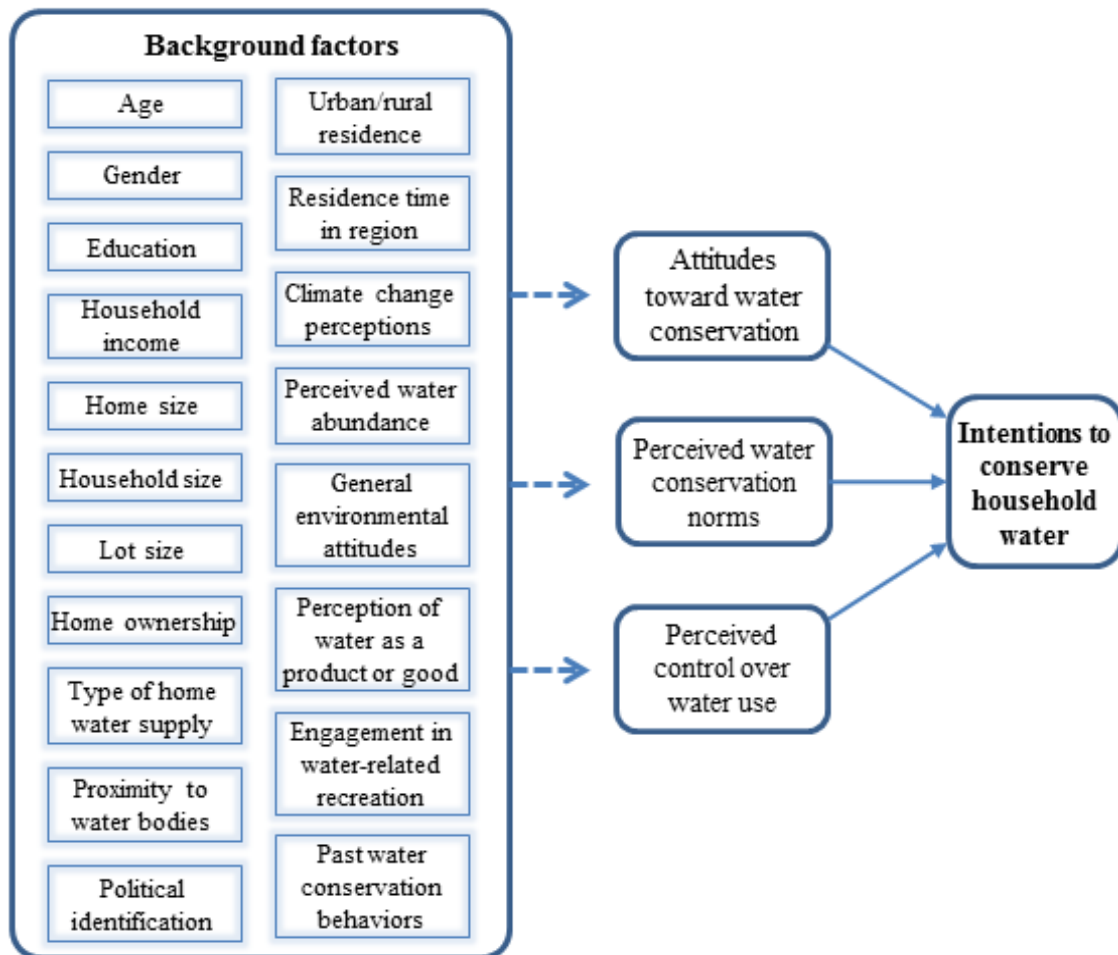 Background factors
Age
Gender
Education
Household
income
Home size
Household size
Lot size
Home ownership
Type of home
water supply
Proximity to
water bodies
Political
identification
Urban/rural
residence
Residence time
in region
Climate change
perceptions
Perceived water
abundance
General
environmental
attitudes
Perception of
water as a
product or good
Engagement in
water-related
recreation
Past water
conservation
behaviors
Attitudes
toward water
conservation
Perceived water
conservation
norms
Perceived
control over
water use
Intentions to
conserve
household
water